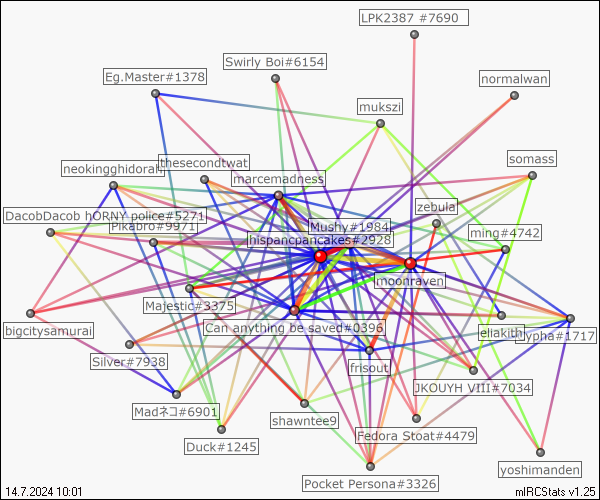 LPK2387 #7690
Swirly Boi#6154
Eg.Master#1378
normalwan
mukszi
thesecondtwat
somass
neokingghidorah
marcemadness
zebula
DacobDacob hORNY police#5271
Pikabro#9971
Mushy#1984
ming#4742
hispancpancakes#2928
moonraven
Majestic#3375
Can anything be saved#0396
bigcitysamurai
eliakith
#1717
Silver#7938
frisout
JKOUYH VIII#7034
Madネコ#6901
shawntee9
Duck#1245
Fedora Stoat#4479
yoshimanden
Pocket Persona#3326
14.7.2024 10:01
mIRCStats v1.25